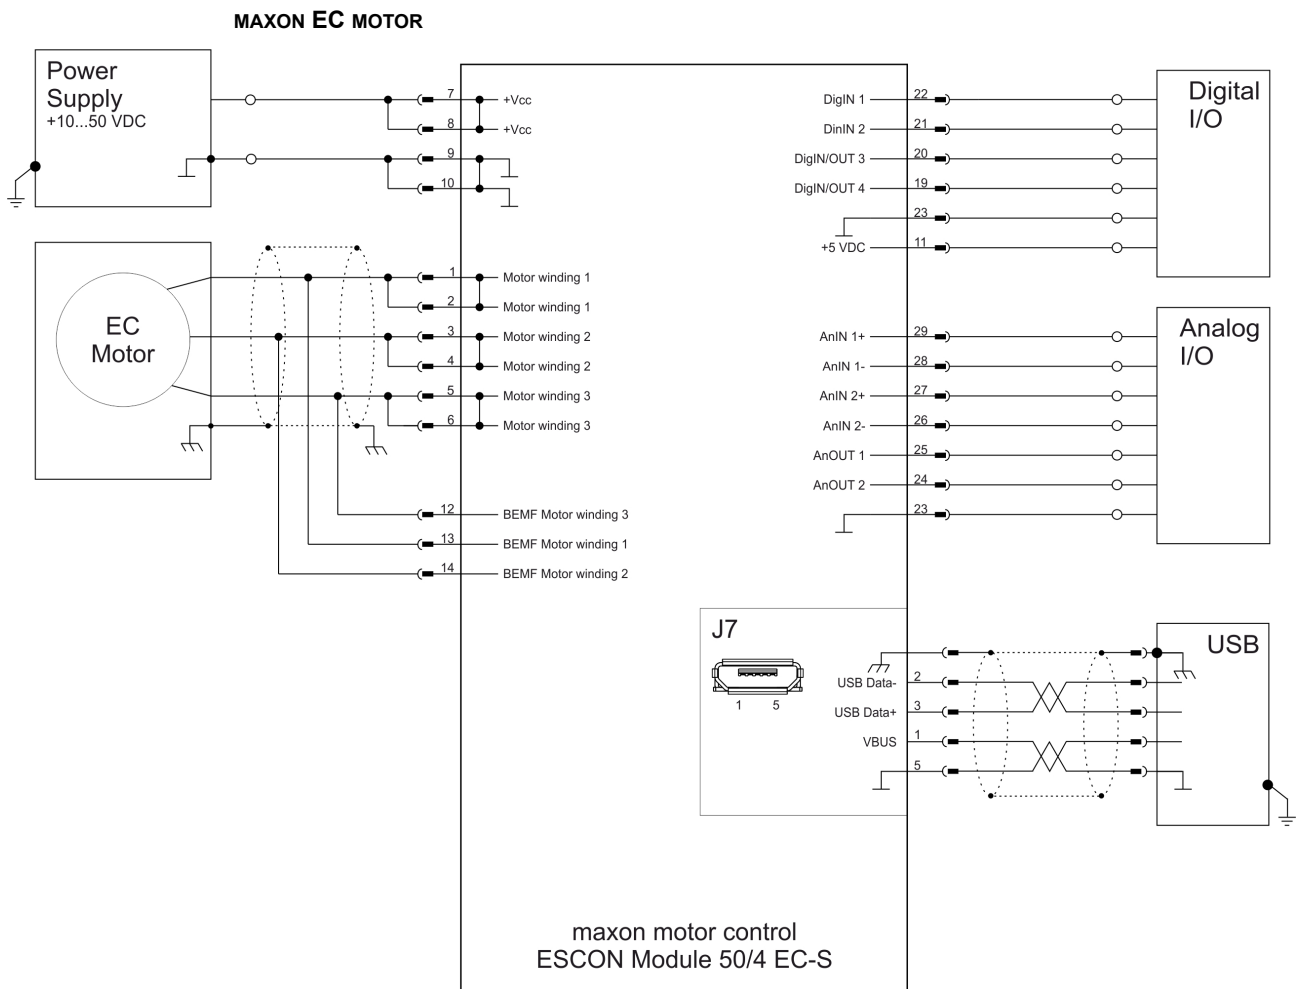 MAXON EC MOTOR
Power
Supply
+10...50 VDC
7 +Vcc
8 +Vcc
9
10
EC
Motor
1 Motor winding 1
2 Motor winding 1
3 Motor winding 2
4 Motor winding 2
5 Motor winding 3
6 Motor winding 3
12 BEMF Motor winding 3
13 BEMF Motor winding 1
14 BEMF Motor winding 2
Digital
I/O
DigIN 1 22
DinIN 2 21
DigIN/OUT 3 20
DigIN/OUT 4 19
23
+5 VDC 11
Analog
I/O
AnIN 1+ 29
AnIN 1- 28
AnIN 2+ 27
AnIN 2- 26
AnOUT 1 25
AnOUT 2 24
23
J7
1 5
USB
USB Data- 2
USB Data+ 3
VBUS 1
5
maxon motor control
ESCON Module 50/4 EC-S